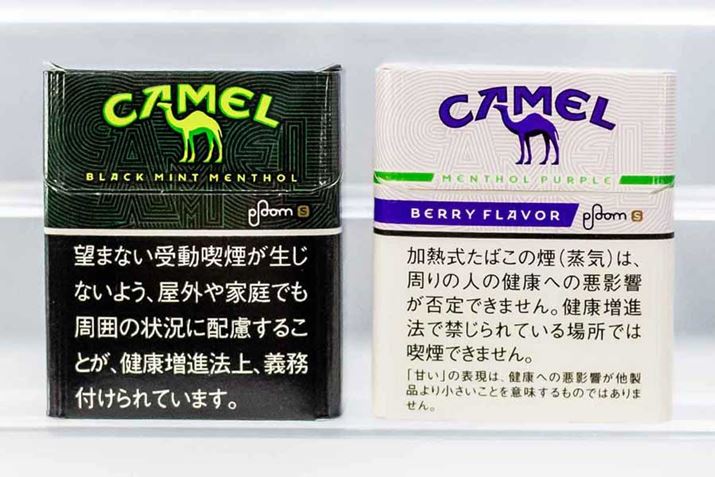 CAMEL
BLACK MINT MENTHOL
ploom S
望まない受動喫煙が生じ
ないよう、屋外や家庭でも
周囲の状況に配慮するこ
とが、健康増進法上、義務
付けられています。
CAMEL
MENTHOL PURPLE
BERRY FLAVOR ploom S
加熱式たばこの煙（蒸気）は、
周りの人の健康への悪影響
が否定できません。健康増進
法で禁じられている場所では
喫煙できません。
「甘い」の表現は、健康への悪影響が他製
品より小さいことを意味するものではありま
せん。